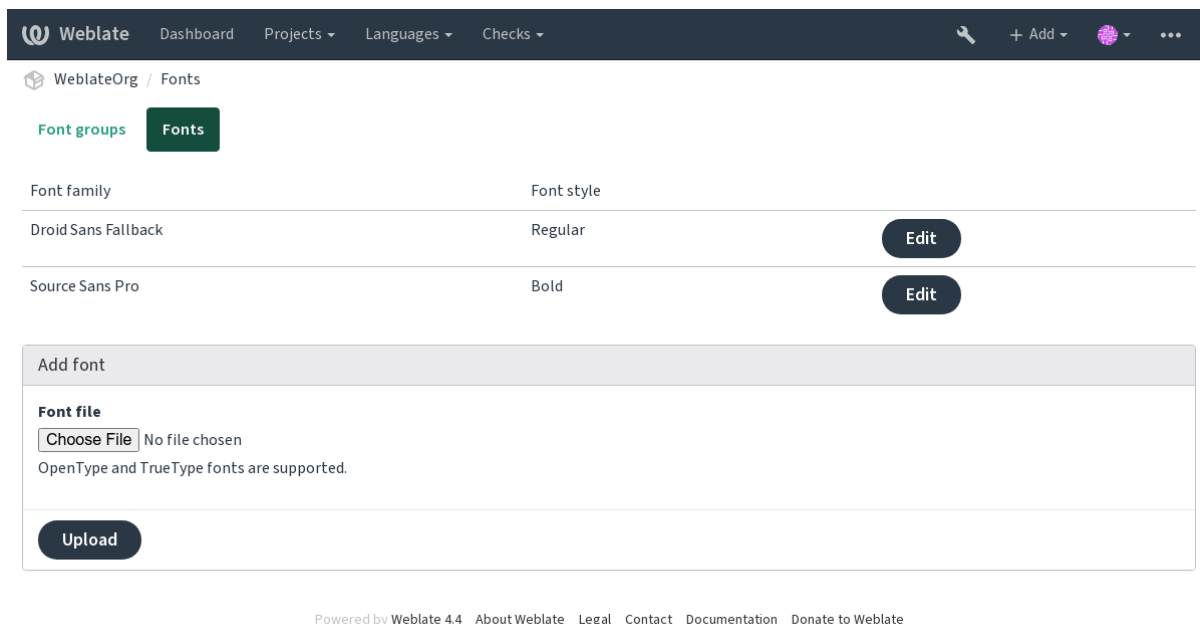 Weblate Dashboard Projects Languages Checks + Add
WeblateOrg / Fonts
Font groups Fonts
Font family Font style
Droid Sans Fallback Regular Edit
Source Sans Pro Bold Edit
Add font
Font file
Choose File No file chosen
OpenType and TrueType fonts are supported.
Upload
Powered by Weblate 4.4 About Weblate Legal Contact Documentation Donate to Weblate